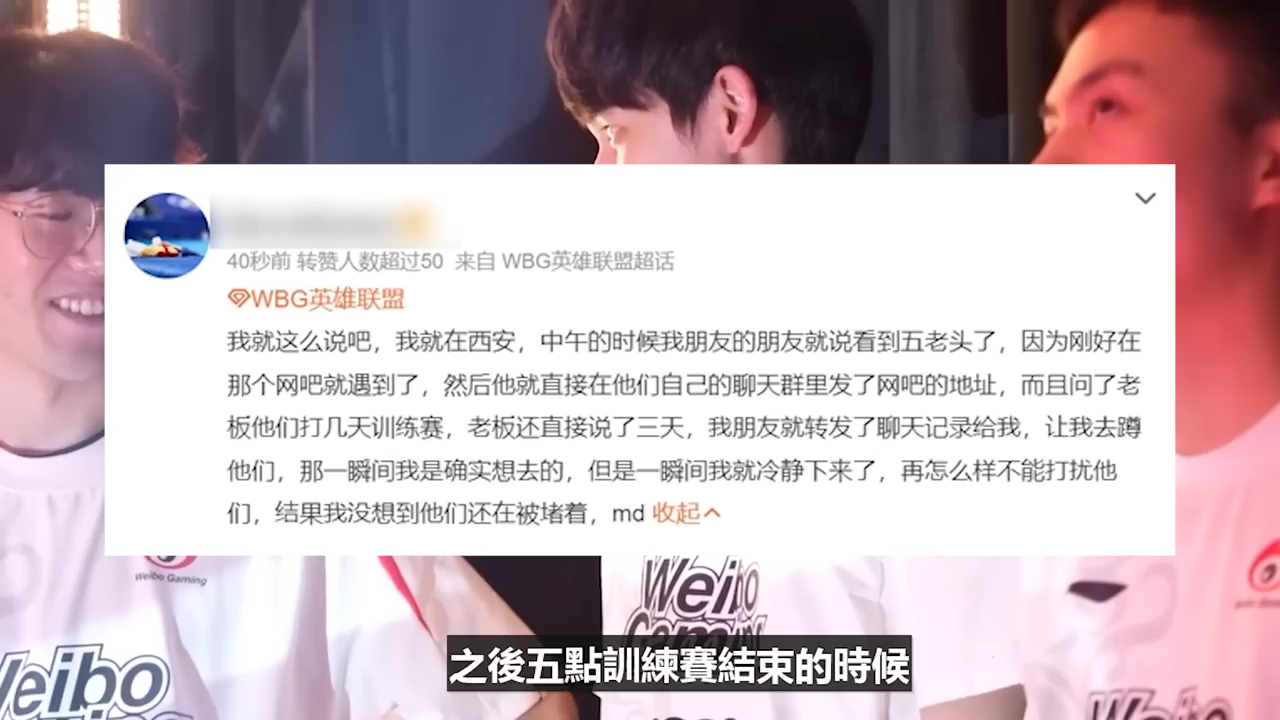 40秒前 转赞人数超过50 来自 WBG英雄联盟超话
WBG英雄联盟
我就这么说吧，我就在西安，中午的时候我朋友的朋友就说看到五老头了，因为刚好在
那个网吧就遇到了，然后他就直接在他们自己的聊天群里发了网吧的地址，而且问了老
板他们打几天训练赛，老板还直接说了三天，我朋友就转发了聊天记录给我，让我去蹲
他们，那一瞬间我是确实想去的，但是一瞬间我就冷静下来了，再怎么样不能打扰他
们，结果我没想到他们还在被堵着，md 收起
Weibo Gaming
Weibo
Gaming
Weibo
之後五點訓練賽結束的時候